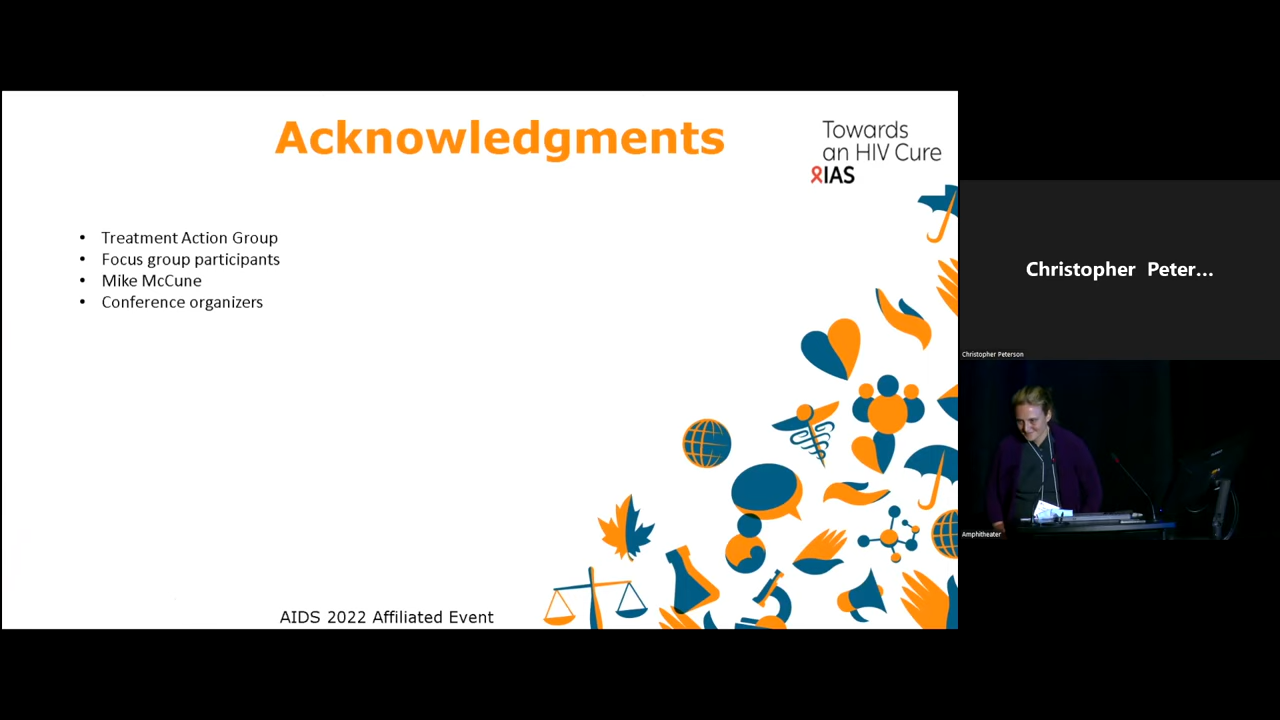 Acknowledgments
Towards
an HIV Cure
IAS
• Treatment Action Group
• Focus group participants
• Mike McCune
• Conference organizers
AIDS 2022 Affiliated Event
Christopher Peter...
Christopher Peterson
Amphitheater